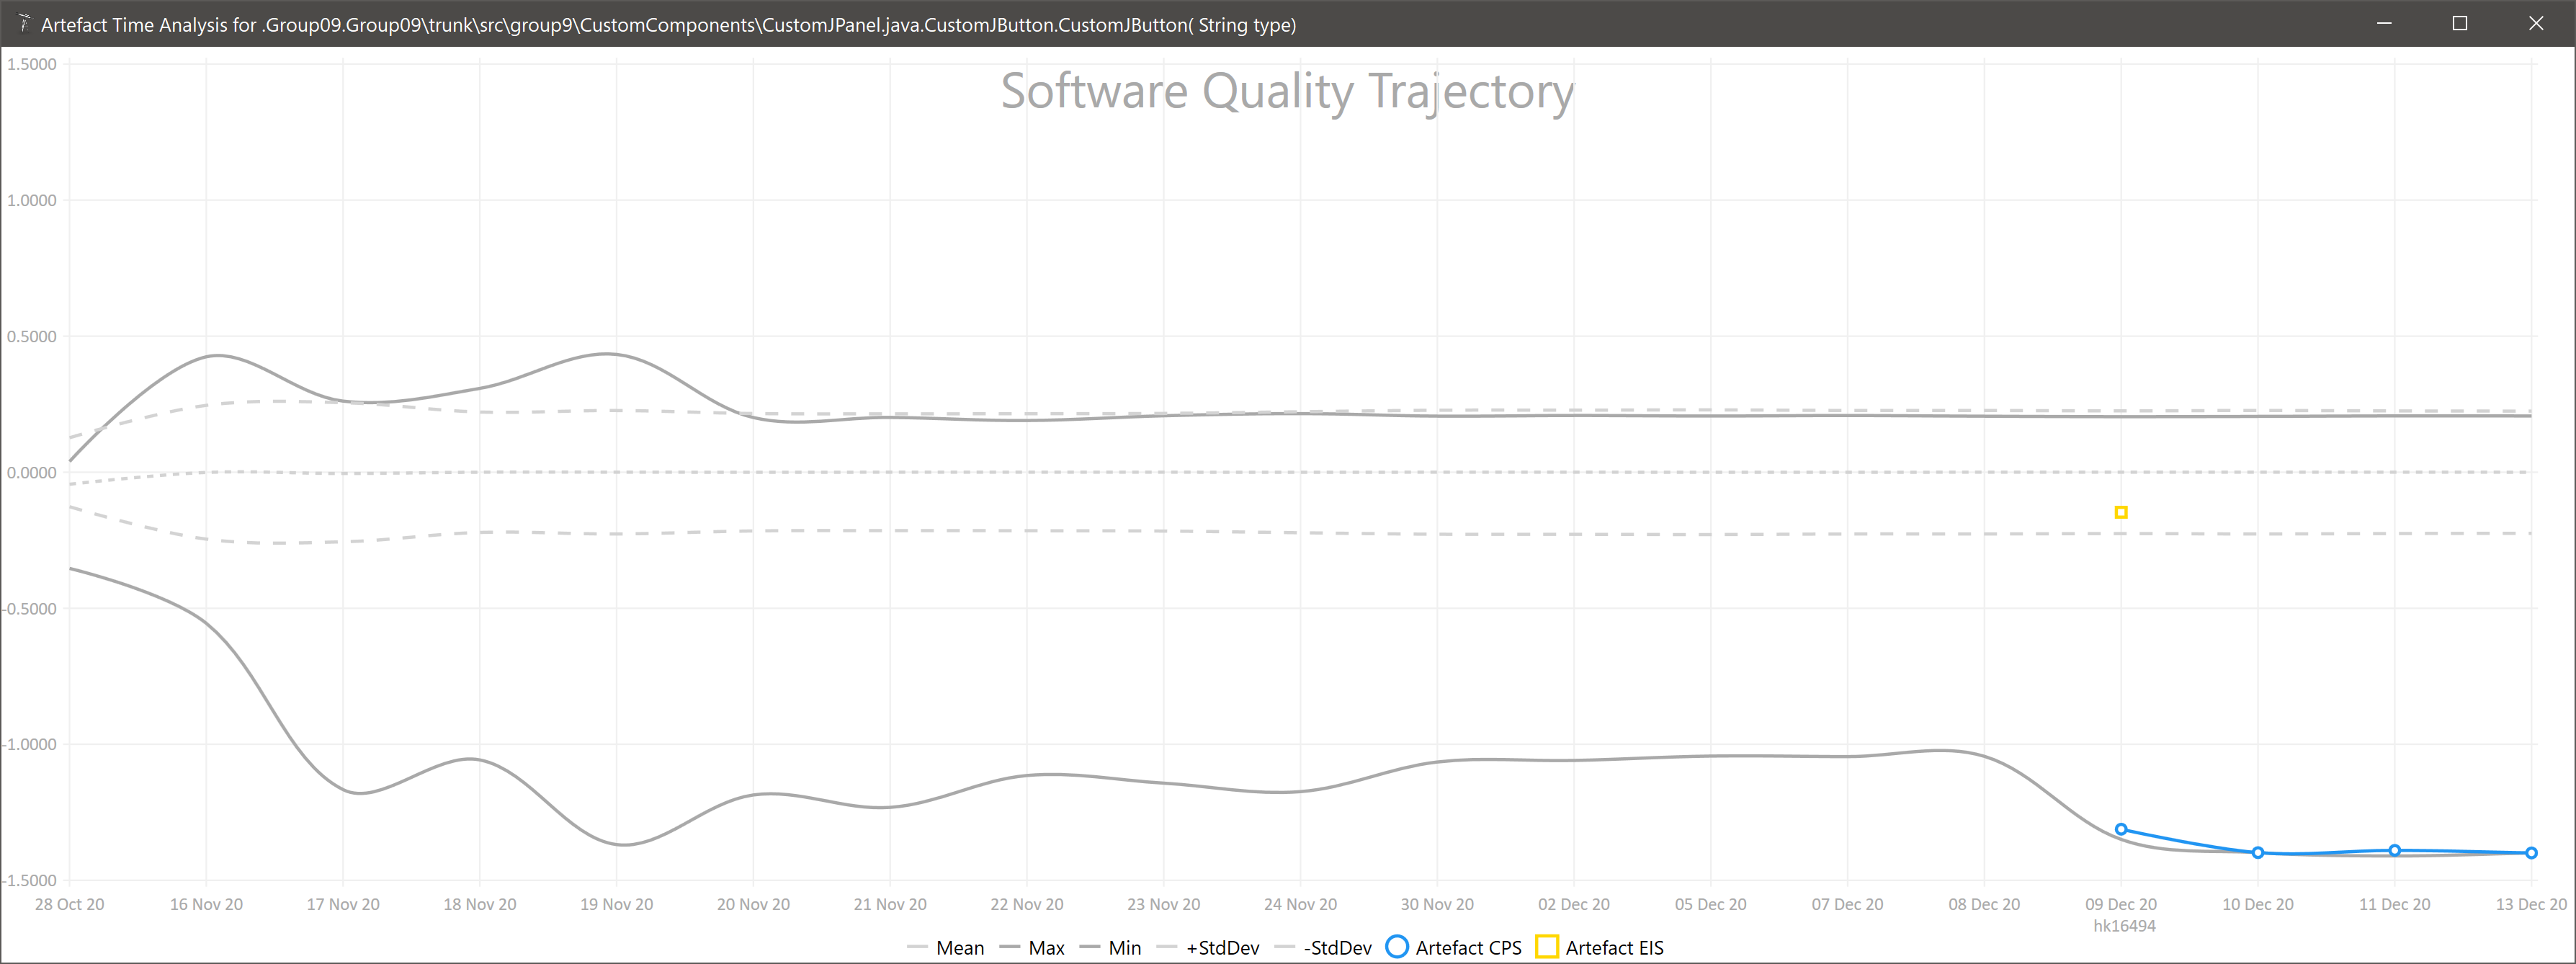 Artefact Time Analysis for .Group09.Group09\trunk\src\group9\CustomComponents\CustomJPanel.java.CustomJButton.CustomJButton( String type)
Software Quality Trajectory
1.5000
1.0000
0.5000
0.0000
-0.5000
-1.0000
-1.5000
28 Oct 20 16 Nov 20 17 Nov 20 18 Nov 20 19 Nov 20 20 Nov 20 21 Nov 20 22 Nov 20 23 Nov 20 24 Nov 20 30 Nov 20 02 Dec 20 05 Dec 20 07 Dec 20 08 Dec 20 09 Dec 20 10 Dec 20 11 Dec 20 13 Dec 20
hk16494
Mean Max Min +StdDev -StdDev Artefact CPS Artefact EIS